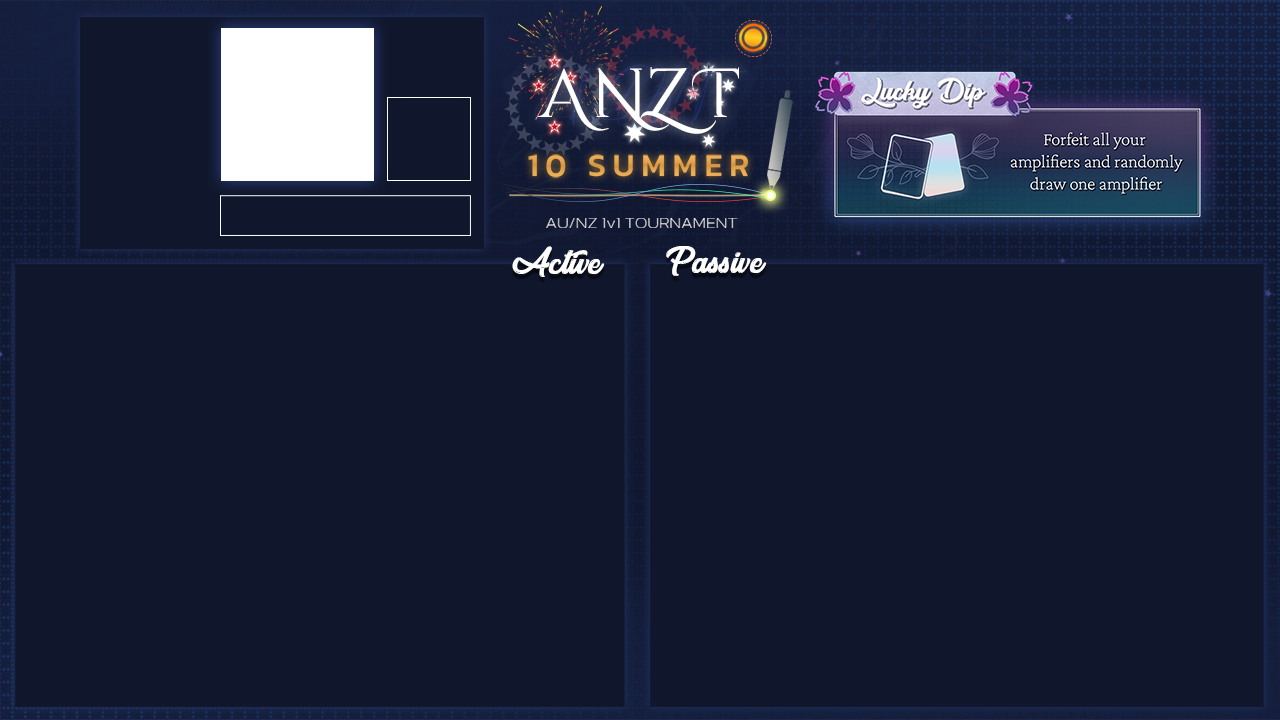 ANZT
10 SUMMER
AU/NZ 1v1 TOURNAMENT
Lucky Dip
Forfeit all your
amplifiers and randomly
draw one amplifier
Active
Passive